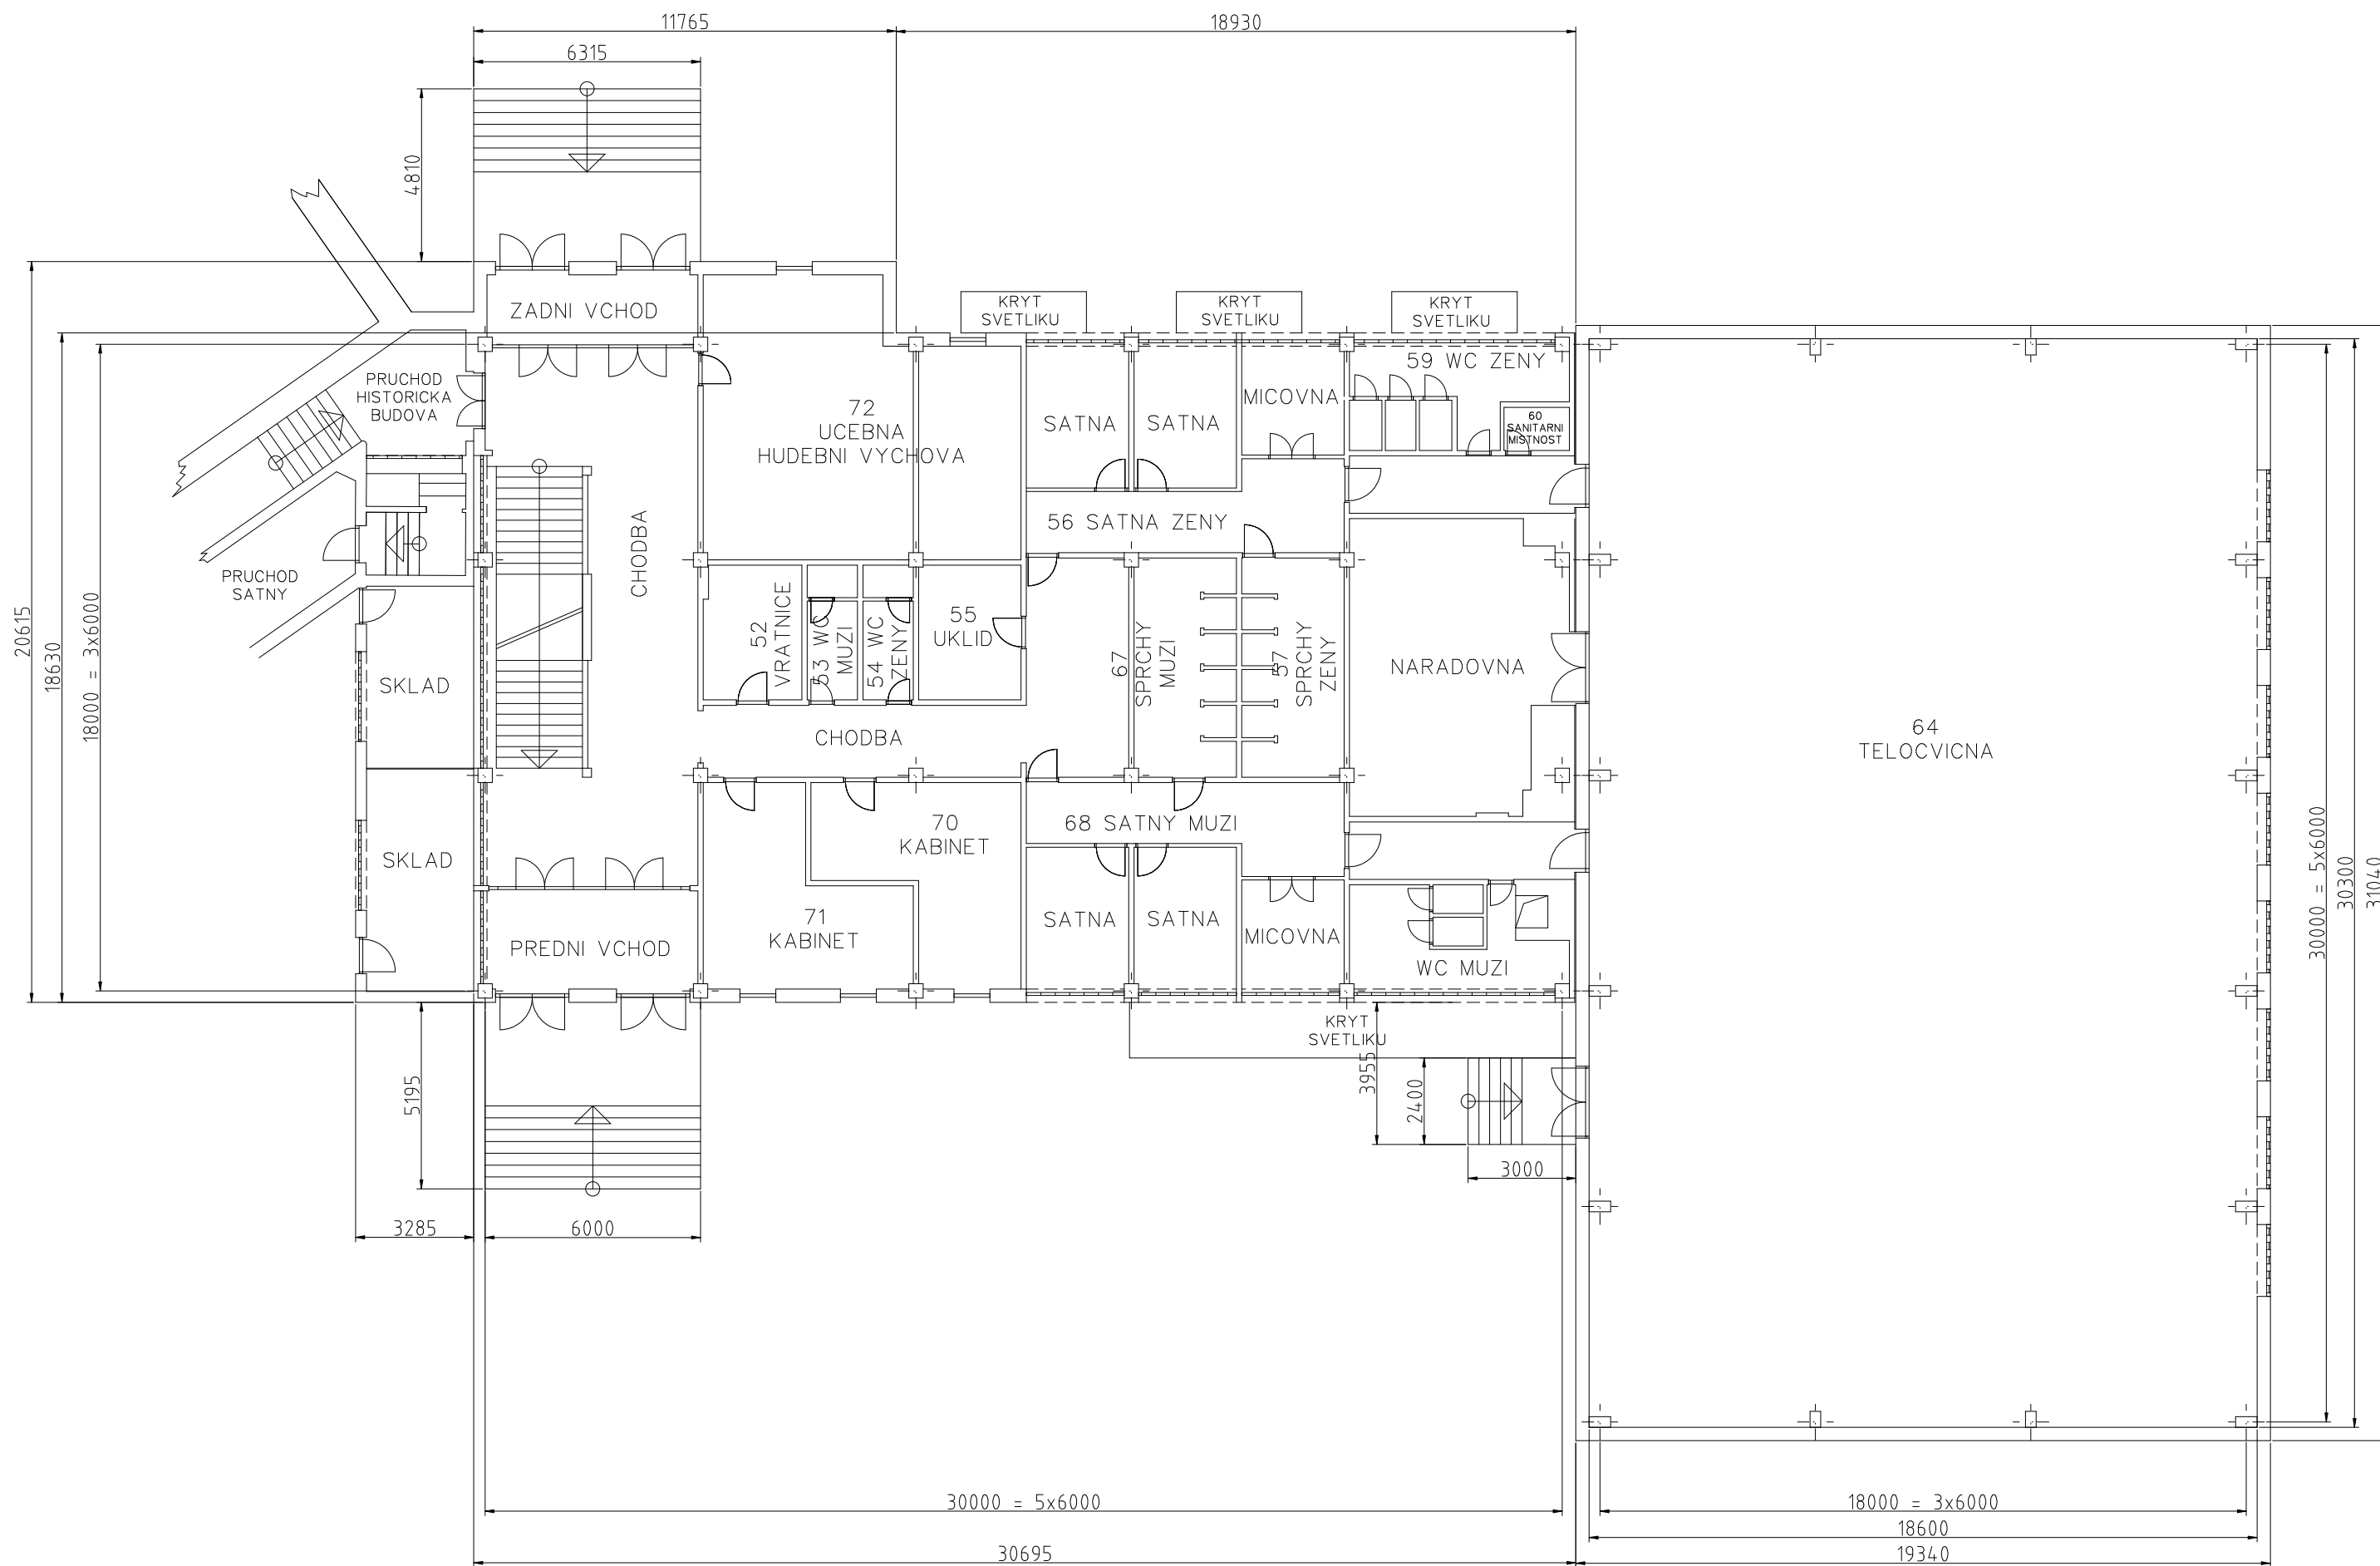 11765
18930
6315
4810
ZADNI VCHOD
KRYT
SVETLIKU
KRYT
SVETLIKU
KRYT
SVETLIKU
PRUCHOD
HISTORICKA
BUDOVA
72
UCEBNA
HUDEBNI VYCHOVA
SATNA
SATNA
MICOVNA
59 WC ZENY
60
SANITARNI
MISTNOST
CHODBA
56 SATNA ZENY
PRUCHOD
SATNY
20615
18630
18000 = 3x6000
SKLAD
52
VRATNICE
53 WC
MUZI
54 WC
ZENY
55
UKLID
67
SPRCHY
MUZI
57
SPRCHY
ZENY
NARADOVNA
64
TELOCVICNA
CHODBA
SKLAD
70
KABINET
68 SATNY MUZI
71
KABINET
SATNA
SATNA
MICOVNA
PREDNI VCHOD
WC MUZI
30000 = 5x6000
30300
31040
KRYT
SVETLIKU
5195
3955
2400
3000
3285
6000
30000 = 5x6000
18000 = 3x6000
18600
30695
19340